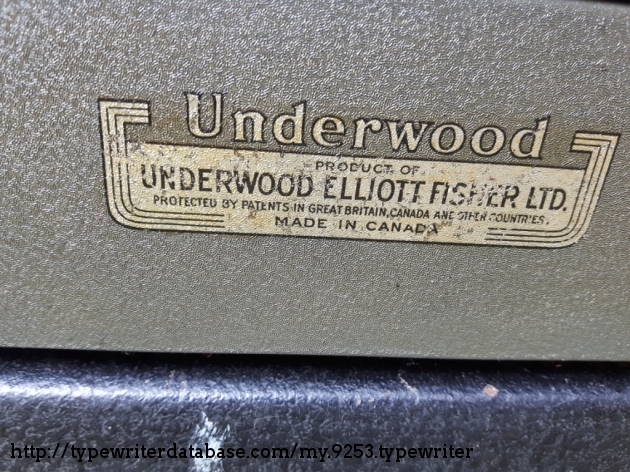 Underwood
PRODUCT OF
UNDERWOOD ELLIOTT FISHER LTD.
PROTECTED BY PATENTS IN GREAT BRITAIN, CANADA AND OTHER COUNTRIES.
MADE IN CANADA
http://typewriterdatabase.com/my.9253.typewriter